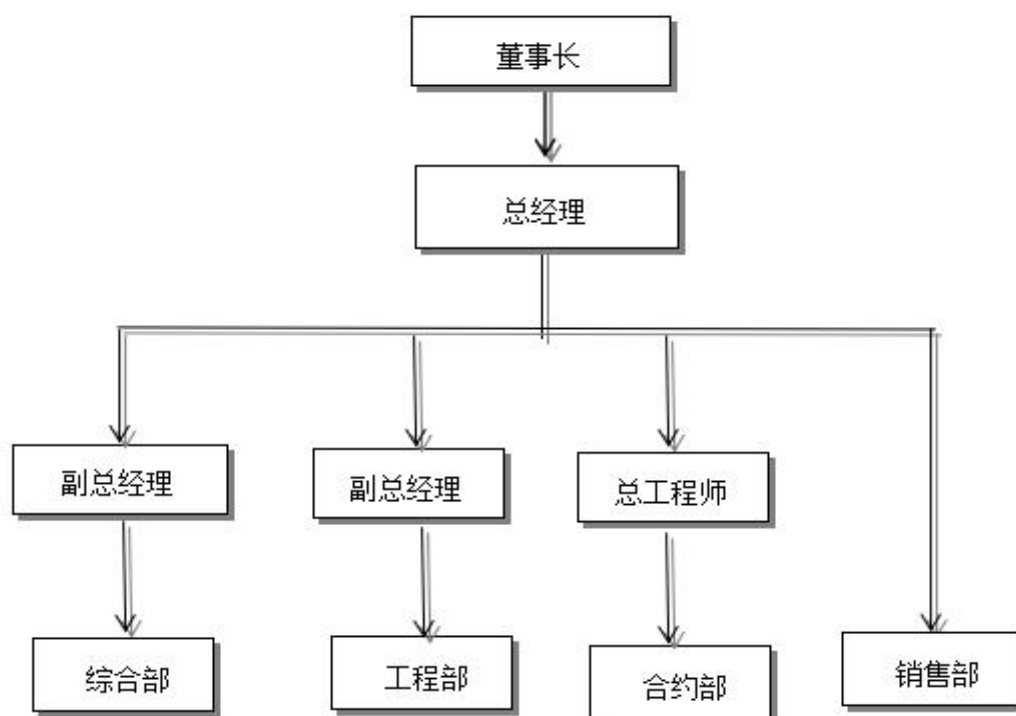 董事长
总经理
副总经理
副总经理
总工程师
综合部
工程部
合约部
销售部